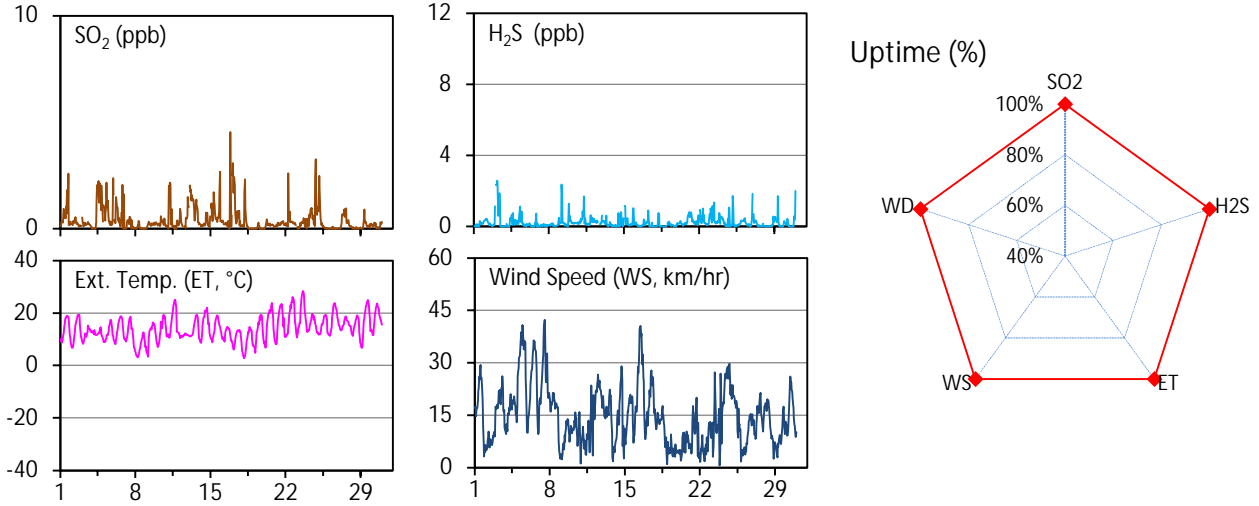 SO2 (ppb)
10
0
H2S (ppb)
12
8
4
0
Ext. Temp. (ET, °C)
40
20
0
-20
-40
1 8 15 22 29
Wind Speed (WS, km/hr)
60
45
30
15
0
1 8 15 22 29
Uptime (%)
SO2
100%
80%
60%
40%
WD
H2S
WS
ET